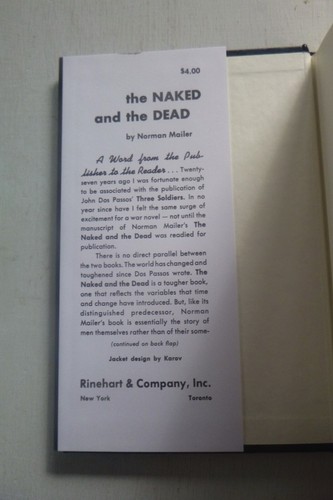 $4.00
the NAKED
and the DEAD
by Norman Mailer
A Word from the Pub-
lisher to the Reader . . . Twenty-
seven years ago I was fortunate enough
to be associated with the publication of
John Dos Passos' Three Soldiers. In no
year since have I felt the same surge of
excitement for a war novel — not until the
manuscript of Norman Mailer's The
Naked and the Dead was readied for
publication.
There is no direct parallel between
the two books. The world has changed and
toughened since Dos Passos wrote. The
Naked and the Dead is a tougher book,
one that reflects the variables that time
and change have introduced. But, like its
distinguished predecessor, Norman
Mailer's book is essentially the story of
men themselves rather than of their some-
(continued on back flap)
Jacket design by Karov
Rinehart & Company, Inc.
New York Toronto